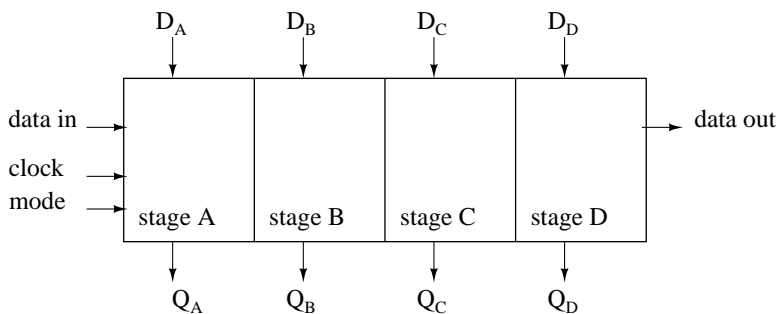 D_A D_B D_C D_D
data in
data out
clock
mode
stage A stage B stage C stage D
Q_A Q_B Q_C Q_D